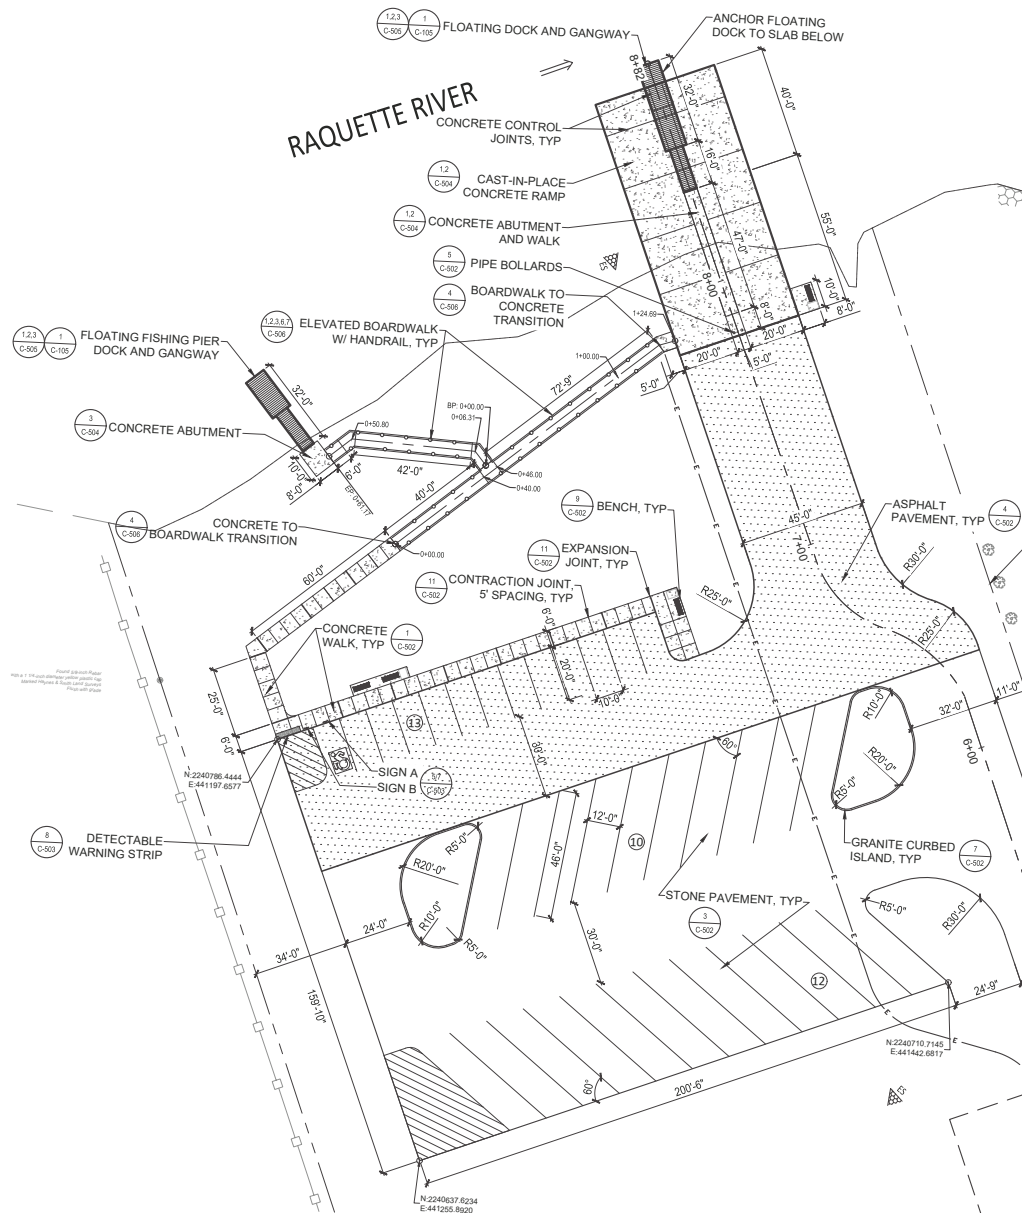 1,2,3
C-505
1
C-105
FLOATING DOCK AND GANGWAY
ANCHOR FLOATING
DOCK TO SLAB BELOW
RAQUETTE RIVER
8+82
32'-0"
40'-0"
CONCRETE CONTROL
JOINTS, TYP
16'-0"
1,2
C-504
CAST-IN-PLACE
CONCRETE RAMP
55'-0"
1,2
C-504
CONCRETE ABUTMENT
AND WALK
47'-0"
5
C-502
PIPE BOLLARDS
8+00
4
C-506
BOARDWALK TO
CONCRETE
TRANSITION
10'-0"
8'-0"
8'-0"
1+24.69
20'-0"
20'-0"
5'-0"
5'-0"
1,2,3,6,7
C-506
ELEVATED BOARDWALK
W/ HANDRAIL, TYP
1,2,3
C-505
1
C-105
FLOATING FISHING PIER
DOCK AND GANGWAY
1+00.00
72'-9"
32'-0"
BP: 0+00.00
0+06.31
3
C-504
CONCRETE ABUTMENT
0+50.80
10'-0"
8'-0"
6'-0"
42'-0"
EP: 0+61.17
0+46.00
0+40.00
40'-0"
4
C-506
CONCRETE TO
BOARDWALK TRANSITION
0+00.00
9
C-502
BENCH, TYP
45'-0"
7+00
ASPHALT
PAVEMENT, TYP
4
C-502
60'-0"
11
C-502
EXPANSION
JOINT, TYP
11
C-502
CONTRACTION JOINT,
5' SPACING, TYP
R30'-0"
R25'-0"
R25'-0"
CONCRETE
WALK, TYP
1
C-502
6'-0"
20'-0"
10'-0"
25'-0"
6'-0"
13
30'-0"
R10'-0"
32'-0"
11'-0"
60°
R20'-0"
6+00
N:2240786.4444
E:441197.6577
SIGN A
SIGN B
C-503
R5'-0"
8
C-503
DETECTABLE
WARNING STRIP
R5'-0"
R20'-0"
12'-0"
10
46'-0"
GRANITE CURBED
ISLAND, TYP
7
C-502
R10'-0"
R5'-0"
24'-0"
34'-0"
STONE PAVEMENT, TYP
3
C-502
R5'-0"
R30'-0"
30'-0"
12
24'-9"
159'-10"
N:2240710.7145
E:441442.6817
60°
200'-6"
N:2240637.6234
E:441255.8920
E
E
E
E
E
E
E
E
E